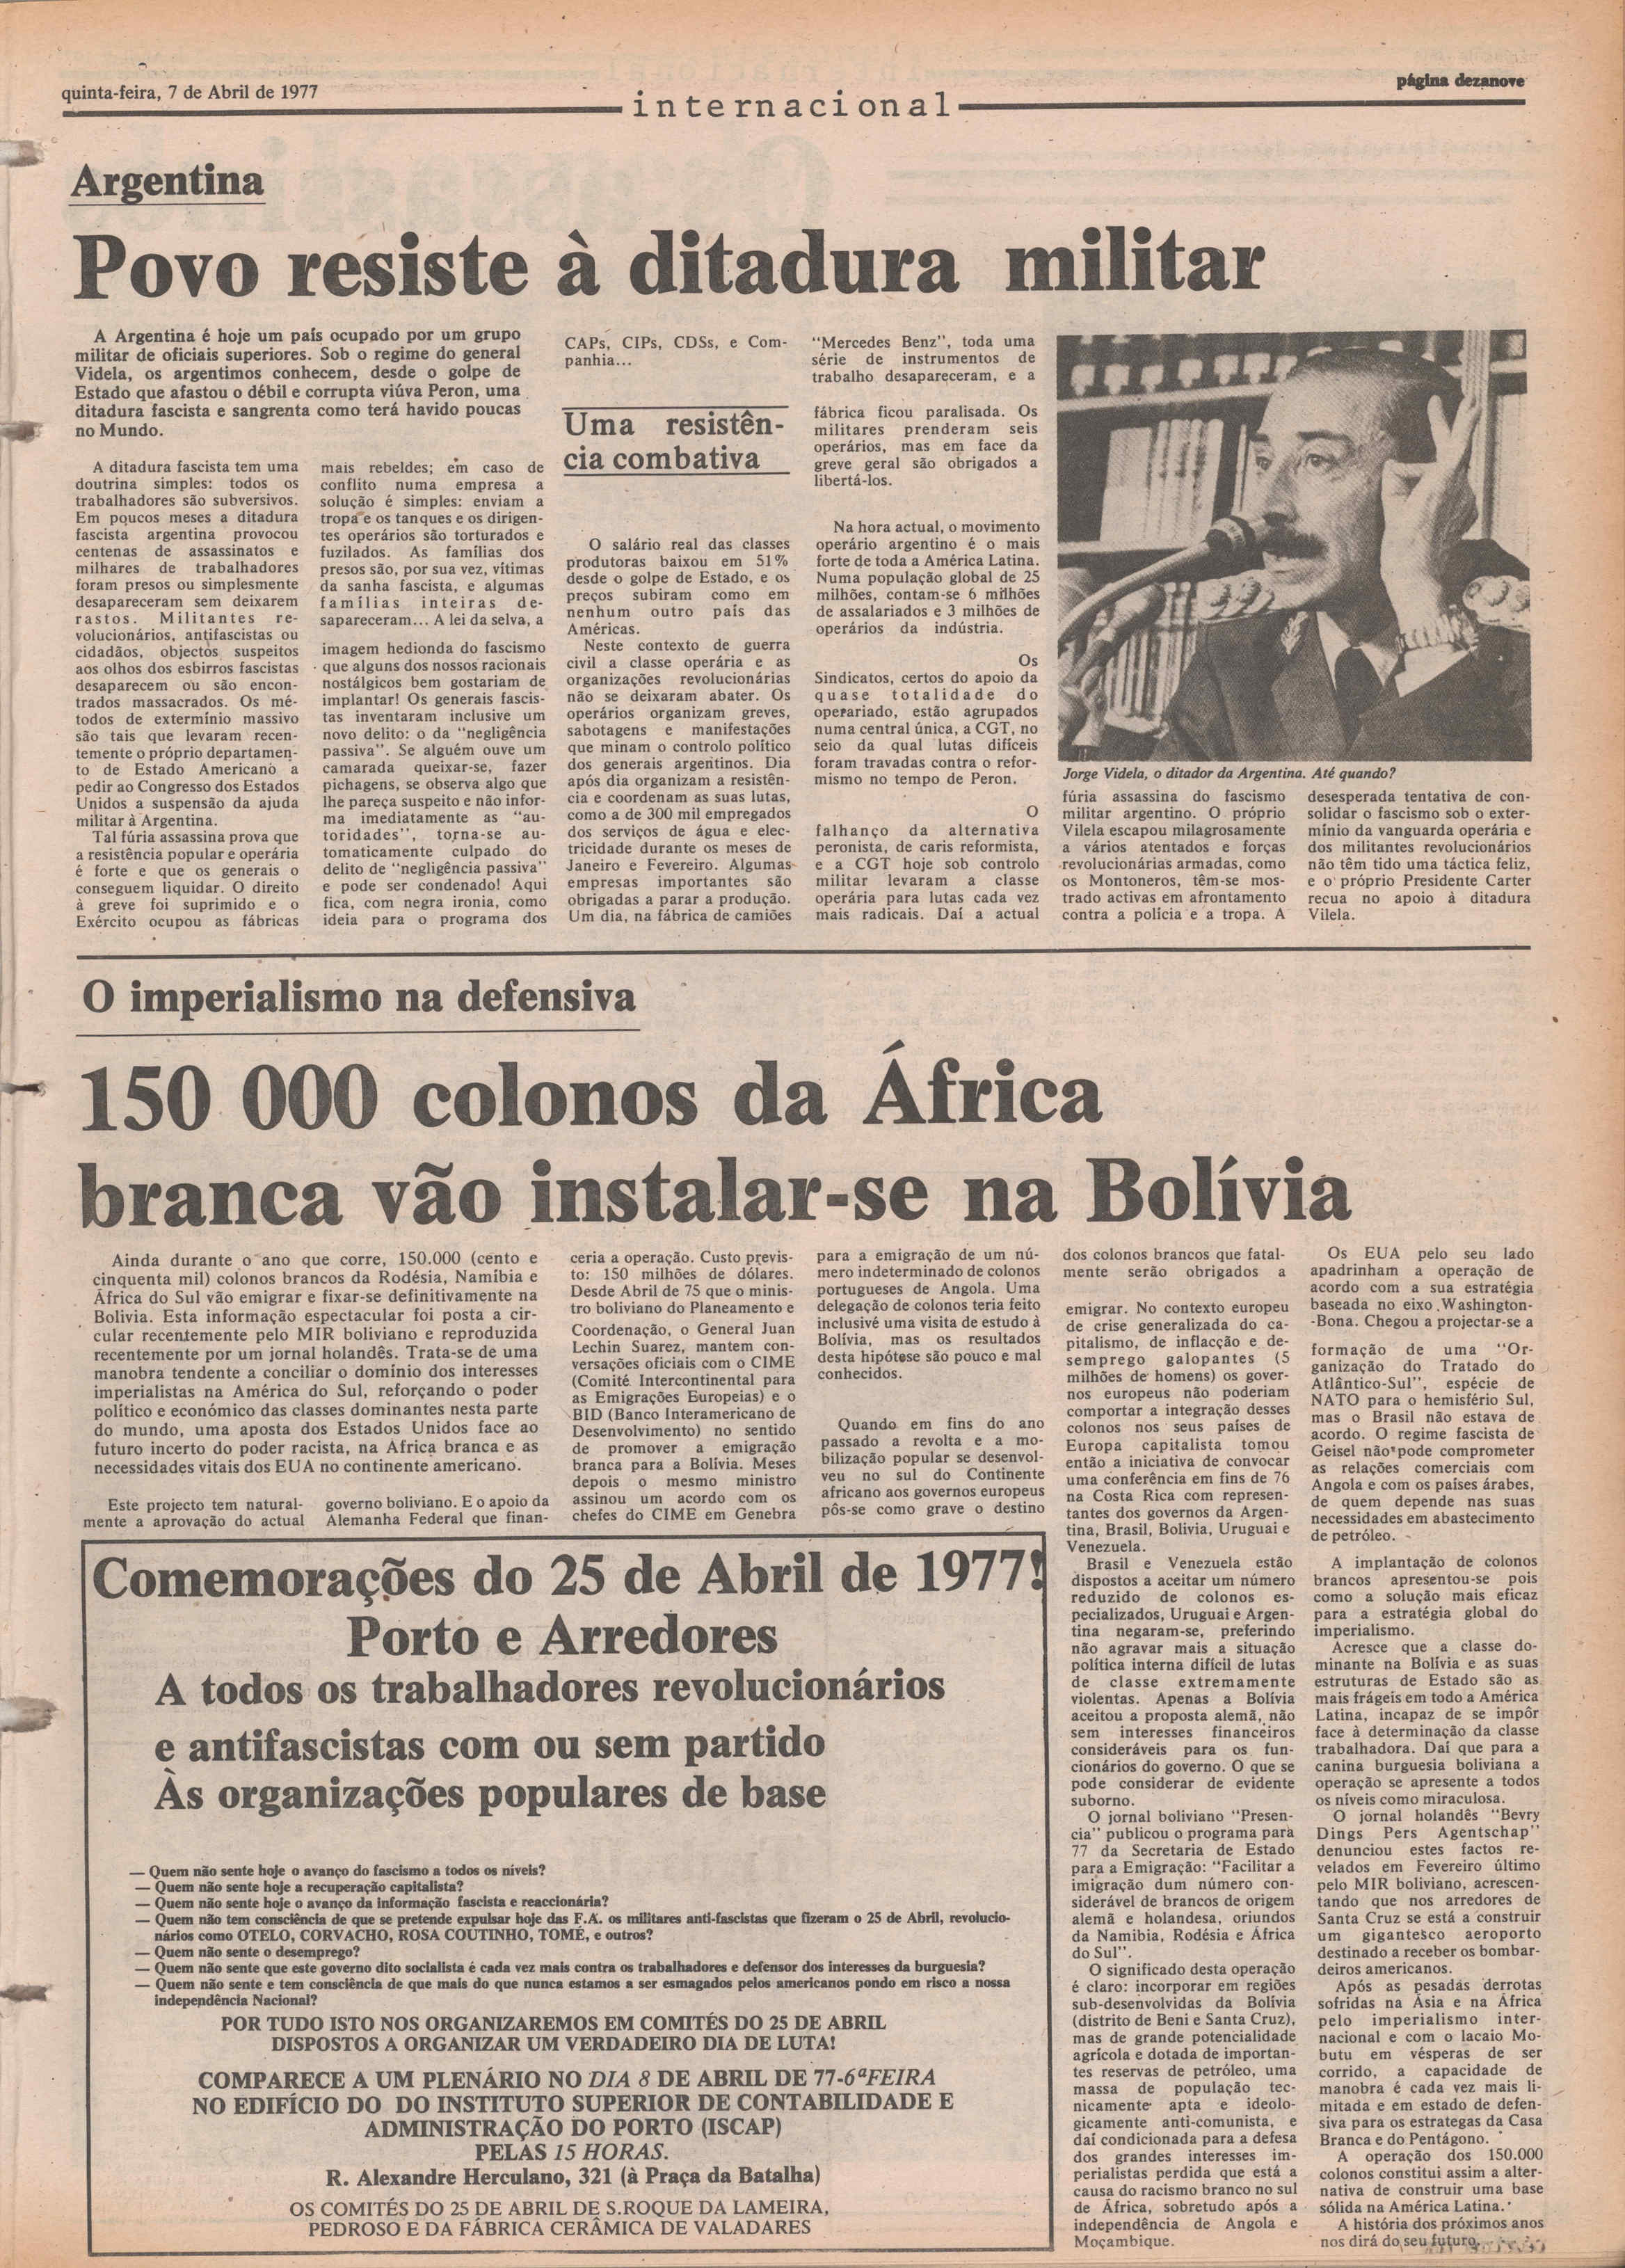 quinta-feira, 7 de Abril de 1977
internacional
página dezanove
Argentina
Povo resiste à ditadura militar
A Argentina é hoje um país ocupado por um grupo
militar de oficiais superiores. Sob o regime do general
Videla, os argentimos conhecem, desde o golpe de
Estado que afastou o débil e corrupta viúva Peron, uma
ditadura fascista e sangrenta como terá havido poucas
no Mundo.
A ditadura fascista tem uma
doutrina simples: todos os
trabalhadores são subversivos.
Em poucos meses a ditadura
fascista argentina provocou
centenas de assassinatos e
milhares de trabalhadores
foram presos ou simplesmente
desapareceram sem deixarem
rastos. Militantes re-
volucionários, antifascistas ou
cidadãos, objectos suspeitos
aos olhos dos esbirros fascistas
desaparecem ou são encon-
trados massacrados. Os mé-
todos de extermínio massivo
são tais que levaram recen-
temente o próprio departamen-
to de Estado Americano a
pedir ao Congresso dos Estados
Unidos a suspensão da ajuda
militar à Argentina.
Tal fúria assassina prova que
a resistência popular e operária
é forte e que os generais o
conseguem liquidar. O direito
à greve foi suprimido e o
Exército ocupou as fábricas
mais rebeldes; em caso de
conflito numa empresa a
solução é simples: enviam a
tropa e os tanques e os dirigen-
tes operários são torturados e
fuzilados. As famílias dos
presos são, por sua vez, vítimas
da sanha fascista, e algumas
famílias inteiras de-
sapareceram... A lei da selva, a
imagem hedionda do fascismo
que alguns dos nossos racionais
nostálgicos bem gostariam de
implantar! Os generais fascis-
tas inventaram inclusive um
novo delito: o da "negligência
passiva". Se alguém ouve um
camarada queixar-se, fazer
pichagens, se observa algo que
lhe pareça suspeito e não infor-
ma imediatamente as "au-
toridades", torna-se au-
tomaticamente culpado do
delito de "negligência passiva"
e pode ser condenado! Aqui
fica, com negra ironia, como
ideia para o programa dos
CAPs, CIPs, CDSs, e Com-
panhia...
Uma resistên-
cia combativa
O salário real das classes
produtoras baixou em 51%
desde o golpe de Estado, e os
preços subiram como em
nenhum outro país das
Américas.
Neste contexto de guerra
civil a classe operária e as
organizações revolucionárias
não se deixaram abater. Os
operários organizam greves,
sabotagens e manifestações
que minam o controlo político
dos generais argentinos. Dia
após dia organizam a resistên-
cia e coordenam as suas lutas,
como a de 300 mil empregados
dos serviços de água e elec-
tricidade durante os meses de
Janeiro e Fevereiro. Algumas
empresas importantes são
obrigadas a parar a produção.
Um dia, na fábrica de camiões
"Mercedes Benz", toda uma
série de instrumentos de
trabalho desapareceram, e a
fábrica ficou paralisada. Os
militares prenderam seis
operários, mas em face da
greve geral são obrigados a
libertá-los.
Na hora actual, o movimento
operário argentino é o mais
forte de toda a América Latina.
Numa população global de 25
milhões, contam-se 6 milhões
de assalariados e 3 milhões de
operários da indústria.
Os
Sindicatos, certos do apoio da
quase totalidade do
operariado, estão agrupados
numa central única, a CGT, no
seio da qual lutas difíceis
foram travadas contra o refor-
mismo no tempo de Peron.
O
falhanço da alternativa
peronista, de caris reformista,
e a CGT hoje sob controlo
militar levaram a classe
operária para lutas cada vez
mais radicais. Daí a actual
Jorge Videla, o ditador da Argentina. Até quando?
fúria assassina do fascismo
militar argentino. O próprio
Vilela escapou milagrosamente
a vários atentados e forças
revolucionárias armadas, como
os Montoneros, têm-se mos-
trado activas em afrontamento
contra a polícia e a tropa. A
desesperada tentativa de con-
solidar o fascismo sob o exter-
mínio da vanguarda operária e
dos militantes revolucionários
não têm tido uma táctica feliz,
e o próprio Presidente Carter
recua no apoio à ditadura
Vilela.
O imperialismo na defensiva
150 000 colonos da África
branca vão instalar-se na Bolívia
Ainda durante o ano que corre, 150.000 (cento e
cinquenta mil) colonos brancos da Rodésia, Namíbia e
África do Sul vão emigrar e fixar-se definitivamente na
Bolivia. Esta informação espectacular foi posta a cir-
cular recentemente pelo MIR boliviano e reproduzida
recentemente por um jornal holandês. Trata-se de uma
manobra tendente a conciliar o domínio dos interesses
imperialistas na América do Sul, reforçando o poder
político e económico das classes dominantes nesta parte
do mundo, uma aposta dos Estados Unidos face ao
futuro incerto do poder racista, na África branca e as
necessidades vitais dos EUA no continente americano.
Este projecto tem natural-
mente a aprovação do actual
governo boliviano. E o apoio da
Alemanha Federal que finan-
ceria a operação. Custo previs-
to: 150 milhões de dólares.
Desde Abril de 75 que o minis-
tro boliviano do Planeamento e
Coordenação, o General Juan
Lechin Suarez, mantem con-
versações oficiais com o CIME
(Comité Intercontinental para
as Emigrações Europeias) e o
BID (Banco Interamericano de
Desenvolvimento) no sentido
de promover a emigração
branca para a Bolívia. Meses
depois o mesmo ministro
assinou um acordo com os
chefes do CIME em Genebra
para a emigração de um nú-
mero indeterminado de colonos
portugueses de Angola. Uma
delegação de colonos teria feito
inclusivé uma visita de estudo à
Bolívia, mas os resultados
desta hipótese são pouco e mal
conhecidos.
Quando em fins do ano
passado a revolta e a mo-
bilização popular se desenvol-
veu no sul do Continente
africano aos governos europeus
pôs-se como grave o destino
dos colonos brancos que fatal-
mente serão obrigados a
emigrar. No contexto europeu
de crise generalizada do ca-
pitalismo, de inflacção e de-
semprego galopantes (5
milhões de homens) os gover-
nos europeus não poderiam
comportar a integração desses
colonos nos seus países de
Europa capitalista tomou
então a iniciativa de convocar
uma conferência em fins de 76
na Costa Rica com represen-
tantes dos governos da Argen-
tina, Brasil, Bolivia, Uruguai e
Venezuela.
Brasil e Venezuela estão
dispostos a aceitar um número
reduzido de colonos es-
pecializados, Uruguai e Argen-
tina negaram-se, preferindo
não agravar mais a situação
política interna difícil de lutas
de classe extremamente
violentas. Apenas a Bolívia
aceitou a proposta alemã, não
sem interesses financeiros
consideráveis para os fun-
cionários do governo. O que se
pode considerar de evidente
suborno.
O jornal boliviano "Presen-
cia" publicou o programa para
77 da Secretaria de Estado
para a Emigração: "Facilitar a
imigração dum número con-
siderável de brancos de origem
alemã e holandesa, oriundos
da Namibia, Rodésia e África
do Sul".
O significado desta operação
é claro: incorporar em regiões
sub-desenvolvidas da Bolívia
(distrito de Beni e Santa Cruz),
mas de grande potencialidade
agrícola e dotada de importan-
tes reservas de petróleo, uma
massa de população tec-
nicamente apta e ideolo-
gicamente anti-comunista, e
daí condicionada para a defesa
dos grandes interesses im-
perialistas perdida que está a
causa do racismo branco no sul
de África, sobretudo após a
independência de Angola e
Moçambique.
Os EUA pelo seu lado
apadrinham a operação de
acordo com a sua estratégia
baseada no eixo Washington-
-Bona. Chegou a projectar-se a
formação de uma "Or-
ganização do Tratado do
Atlântico-Sul", espécie de
NATO para o hemisfério Sul,
mas o Brasil não estava de
acordo. O regime fascista de
Geisel não pode comprometer
as relações comerciais com
Angola e com os países árabes,
de quem depende nas suas
necessidades em abastecimento
de petróleo.
A implantação de colonos
brancos apresentou-se pois
como a solução mais eficaz
para a estratégia global do
imperialismo.
Acresce que a classe do-
minante na Bolívia e as suas
estruturas de Estado são as
mais frágeis em todo a América
Latina, incapaz de se impôr
face à determinação da classe
trabalhadora. Daí que para a
canina burguesia boliviana a
operação se apresente a todos
os níveis como miraculosa.
O jornal holandês "Bevry
Dings Pers Agentschap"
denunciou estes factos re-
velados em Fevereiro último
pelo MIR boliviano, acrescen-
tando que nos arredores de
Santa Cruz se está a construir
um gigantesco aeroporto
destinado a receber os bombar-
deiros americanos.
Após as pesadas derrotas
sofridas na Ásia e na África
pelo imperialismo inter-
nacional e com o lacaio Mo-
butu em vésperas de ser
corrido, a capacidade de
manobra é cada vez mais li-
mitada e em estado de defen-
siva para os estrategas da Casa
Branca e do Pentágono.
A operação dos 150.000
colonos constitui assim a alter-
nativa de construir uma base
sólida na América Latina.
A história dos próximos anos
nos dirá do seu futuro.
Comemorações do 25 de Abril de 1977!
Porto e Arredores
A todos os trabalhadores revolucionários
e antifascistas com ou sem partido
Às organizações populares de base
— Quem não sente hoje o avanço do fascismo a todos os níveis?
— Quem não sente hoje a recuperação capitalista?
— Quem não sente hoje o avanço da informação fascista e reaccionária?
— Quem não tem consciência de que se pretende expulsar hoje das F.A. os militares anti-fascistas que fizeram o 25 de Abril, revolucio-
nários como OTELO, CORVACHO, ROSA COUTINHO, TOMÉ, e outros?
— Quem não sente o desemprego?
— Quem não sente que este governo dito socialista é cada vez mais contra os trabalhadores e defensor dos interesses da burguesia?
— Quem não sente e tem consciência de que mais do que nunca estamos a ser esmagados pelos americanos pondo em risco a nossa
independência Nacional?
POR TUDO ISTO NOS ORGANIZAREMOS EM COMITÉS DO 25 DE ABRIL
DISPOSTOS A ORGANIZAR UM VERDADEIRO DIA DE LUTA!
COMPARECE A UM PLENÁRIO NO DIA 8 DE ABRIL DE 77-6ªFEIRA
NO EDIFÍCIO DO DO INSTITUTO SUPERIOR DE CONTABILIDADE E
ADMINISTRAÇÃO DO PORTO (ISCAP)
PELAS 15 HORAS.
R. Alexandre Herculano, 321 (à Praça da Batalha)
OS COMITÉS DO 25 DE ABRIL DE S.ROQUE DA LAMEIRA,
PEDROSO E DA FÁBRICA CERÂMICA DE VALADARES